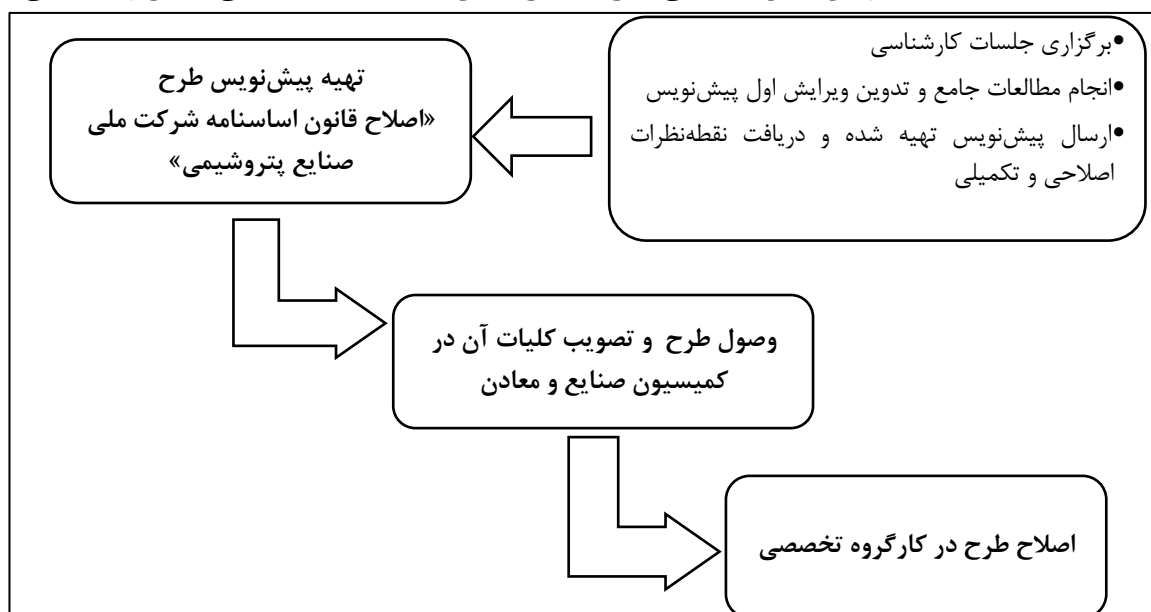 •برگزاری جلسات کارشناسی
•انجام مطالعات جامع و تدوین ویرایش اول پیش‌نویس
•ارسال پیش‌نویس تهیه شده و دریافت نقطه‌نظرات
اصلاحی و تکمیلی
تهیه پیش‌نویس طرح
«اصلاح قانون اساسنامه شرکت ملی
صنایع پتروشیمی»
وصول طرح و تصویب کلیات آن در
کمیسیون صنایع و معادن
اصلاح طرح در کارگروه تخصصی